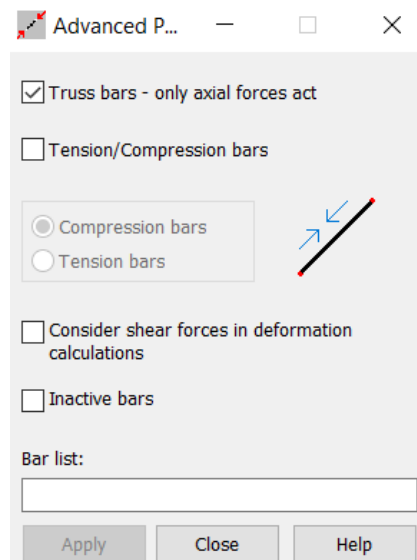 Advanced P...
Truss bars - only axial forces act
Tension/Compression bars
Compression bars
Tension bars
Consider shear forces in deformation
calculations
Inactive bars
Bar list:
Apply Close Help